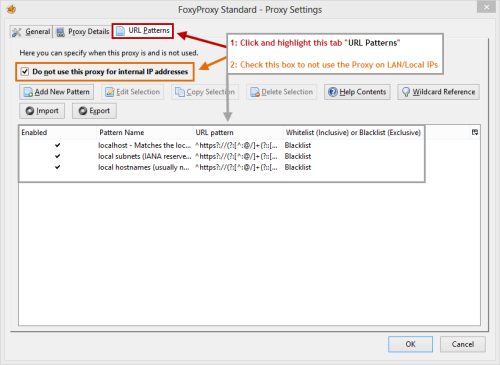 FoxyProxy Standard - Proxy Settings
General Proxy Details URL Patterns
1: Click and highlight this tab "URL Patterns"
2: Check this box to not use the Proxy on LAN/Local IPs
Here you can specify when this proxy is and is not used.
Do not use this proxy for internal IP addresses
Add New Pattern Edit Selection Copy Selection Delete Selection Help Contents Wildcard Reference
Import Export
Enabled Pattern Name URL pattern Whitelist (Inclusive) or Blacklist (Exclusive)
localhost - Matches the loc... ^https?://(?:[^:@/]+(?::[... Blacklist
local subnets (IANA reserve... ^https?://(?:[^:@/]+(?::[... Blacklist
local hostnames (usually n... ^https?://(?:[^:@/]+(?::[... Blacklist
OK Cancel